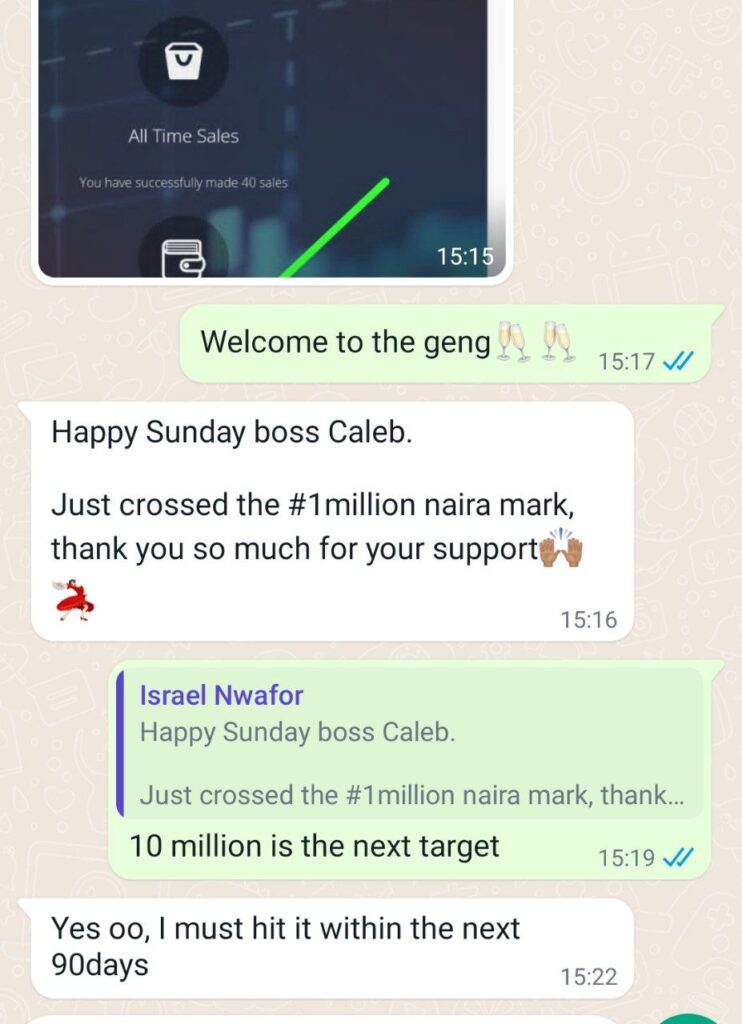 All Time Sales
You have successfully made 40 sales
15:15
Welcome to the geng🥂 🥂
15:17
Happy Sunday boss Caleb.
Just crossed the #1million naira mark,
thank you so much for your support🙌🏽
💃
15:16
Israel Nwafor
Happy Sunday boss Caleb.
Just crossed the #1million naira mark, thank...
10 million is the next target
15:19
Yes oo, I must hit it within the next
90days
15:22